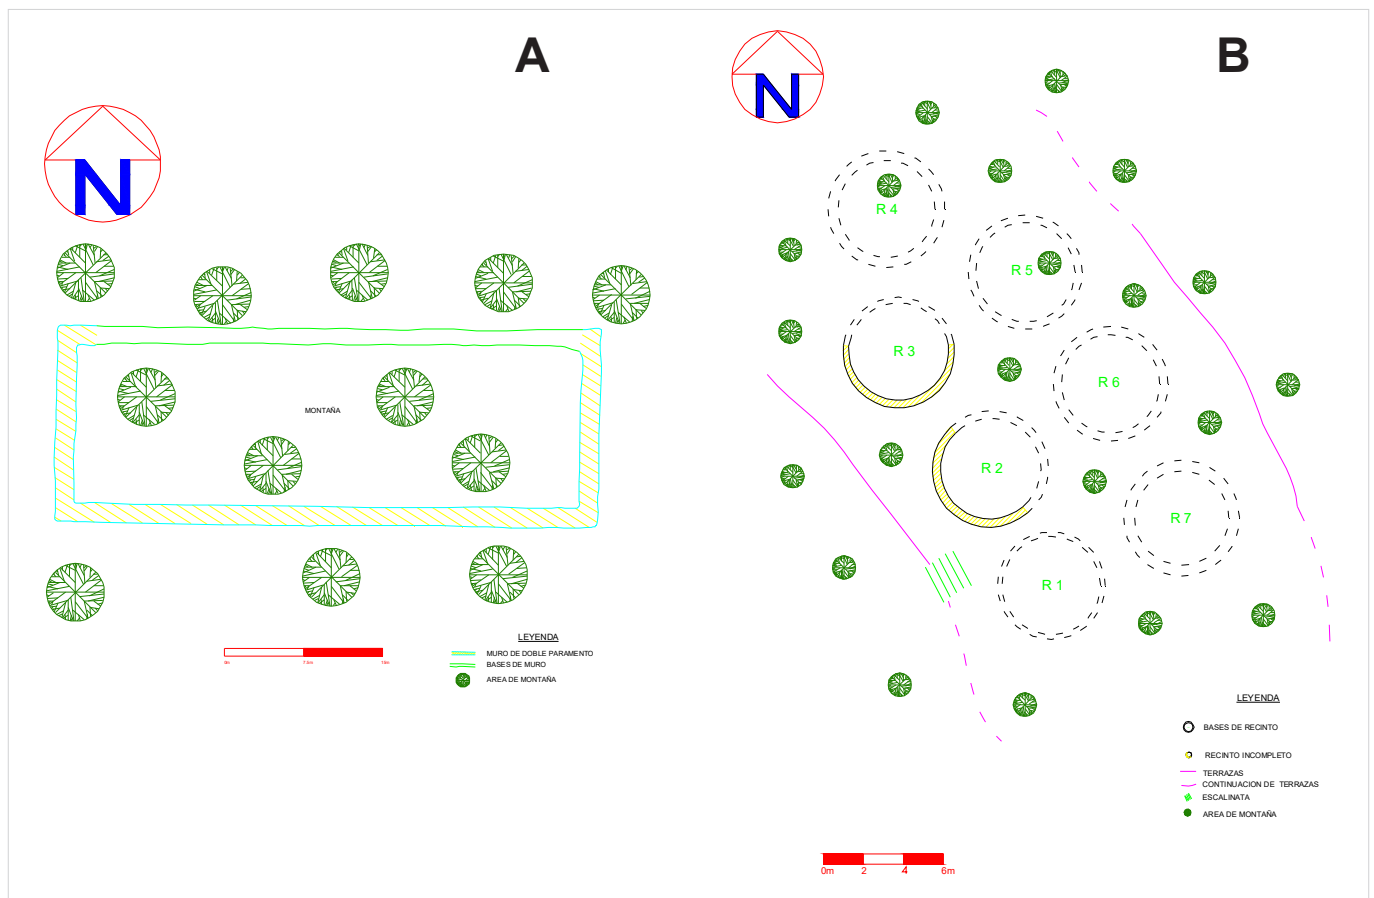 A
N
MONTAÑA
LEYENDA
MURO DE DOBLE PARAMENTO
BASES DE MURO
AREA DE MONTAÑA
B
N
R 4
R 5
R 3
R 6
R 2
R 7
R 1
LEYENDA
BASES DE RECINTO
RECINTO INCOMPLETO
TERRAZAS
CONTINUACION DE TERRAZAS
ESCALINATA
AREA DE MONTAÑA
0m 2 4 6m